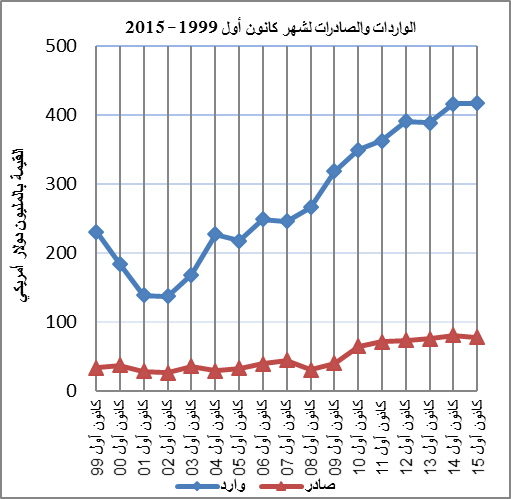 الواردات والصادرات لشهر كانون أول 1999 - 2015
القيمة بالمليون دولار أمريكي
500
400
300
200
100
0
كانون أول 99
كانون أول 00
كانون أول 01
كانون أول 02
كانون أول 03
كانون أول 04
كانون أول 05
كانون أول 06
كانون أول 07
كانون أول 08
كانون أول 09
كانون أول 10
كانون أول 11
كانون أول 12
كانون أول 13
كانون أول 14
كانون أول 15
وارد
صادر